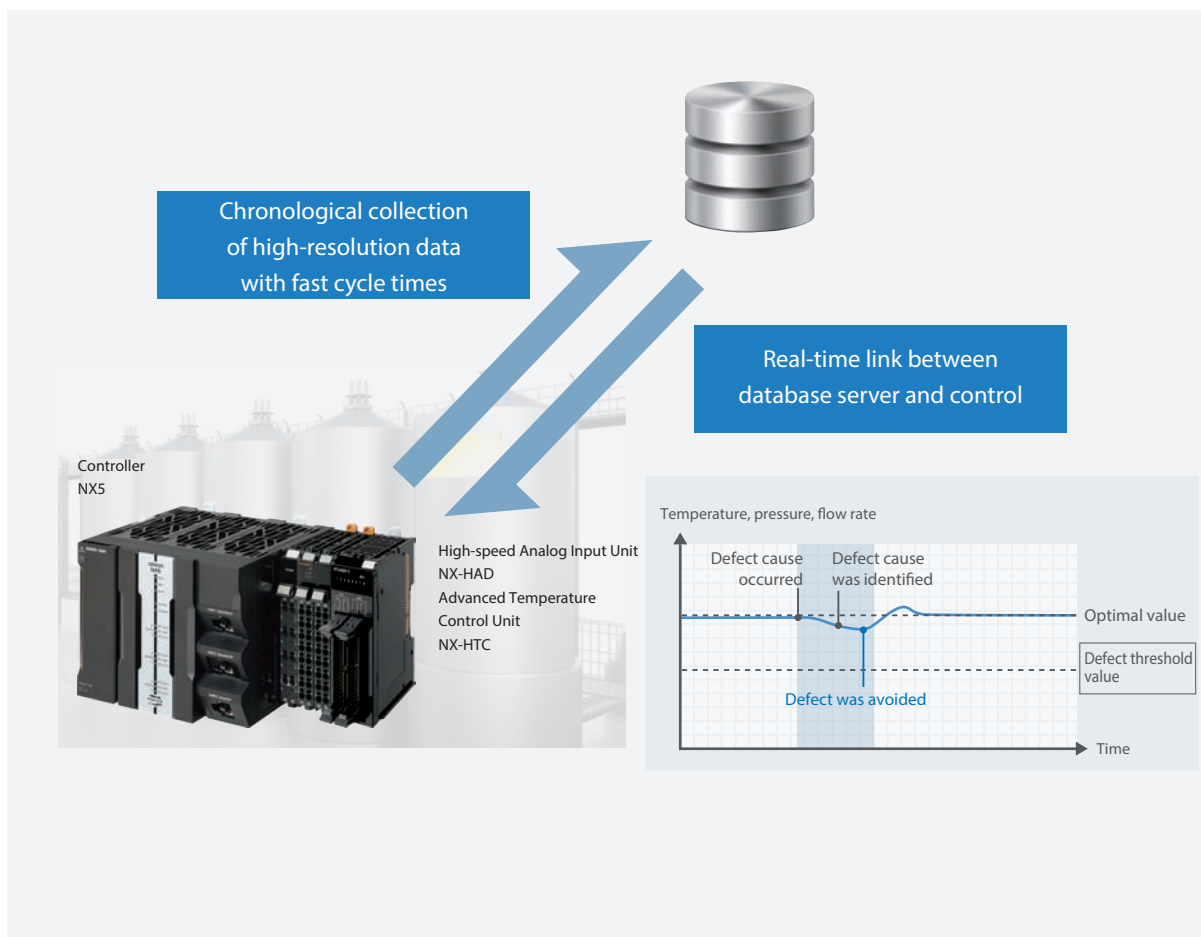 Chronological collection
of high-resolution data
with fast cycle times
Real-time link between
database server and control
Controller
NX5
High-speed Analog Input Unit
NX-HAD
Advanced Temperature
Control Unit
NX-HTC
Temperature, pressure, flow rate
Defect cause
occurred
Defect cause
was identified
Optimal value
Defect threshold
value
Defect was avoided
Time